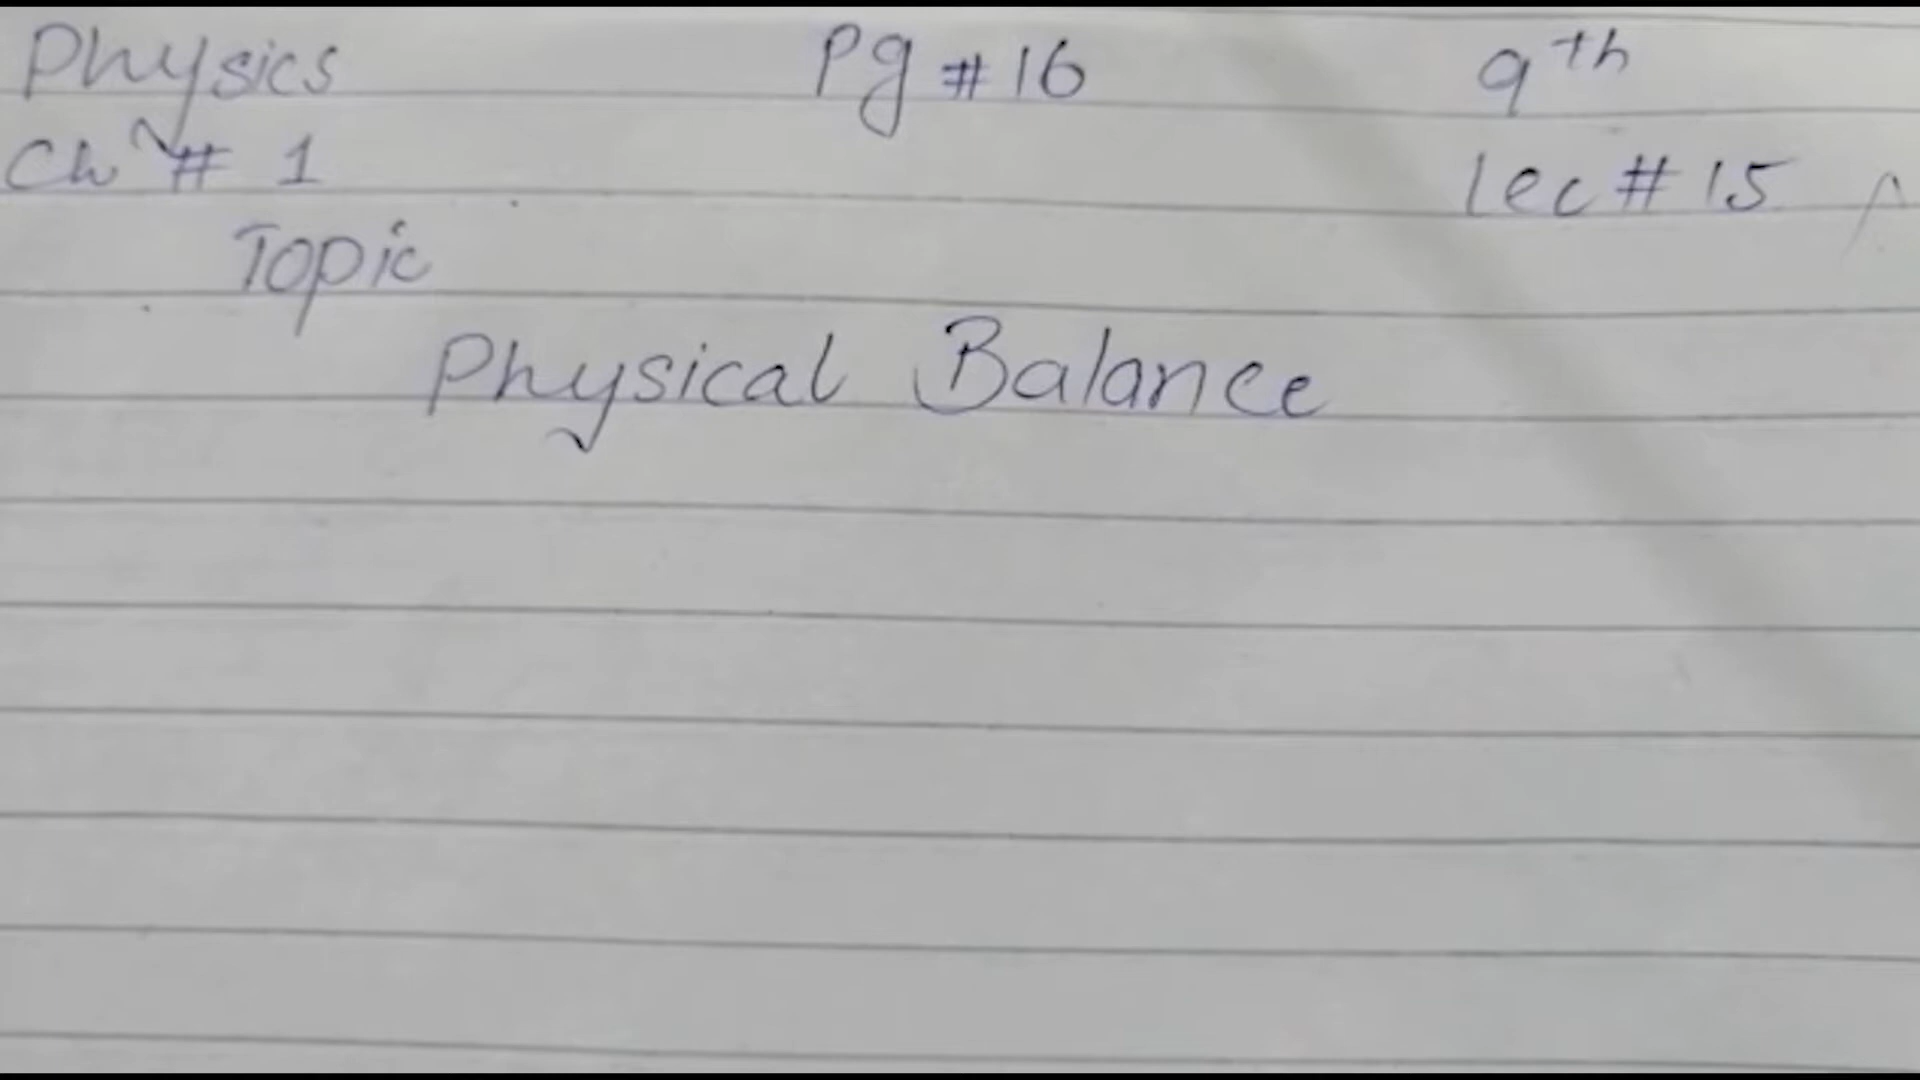 Physics Pg # 16 9th
Ch # 1 Lec # 15
Topic
Physical Balance